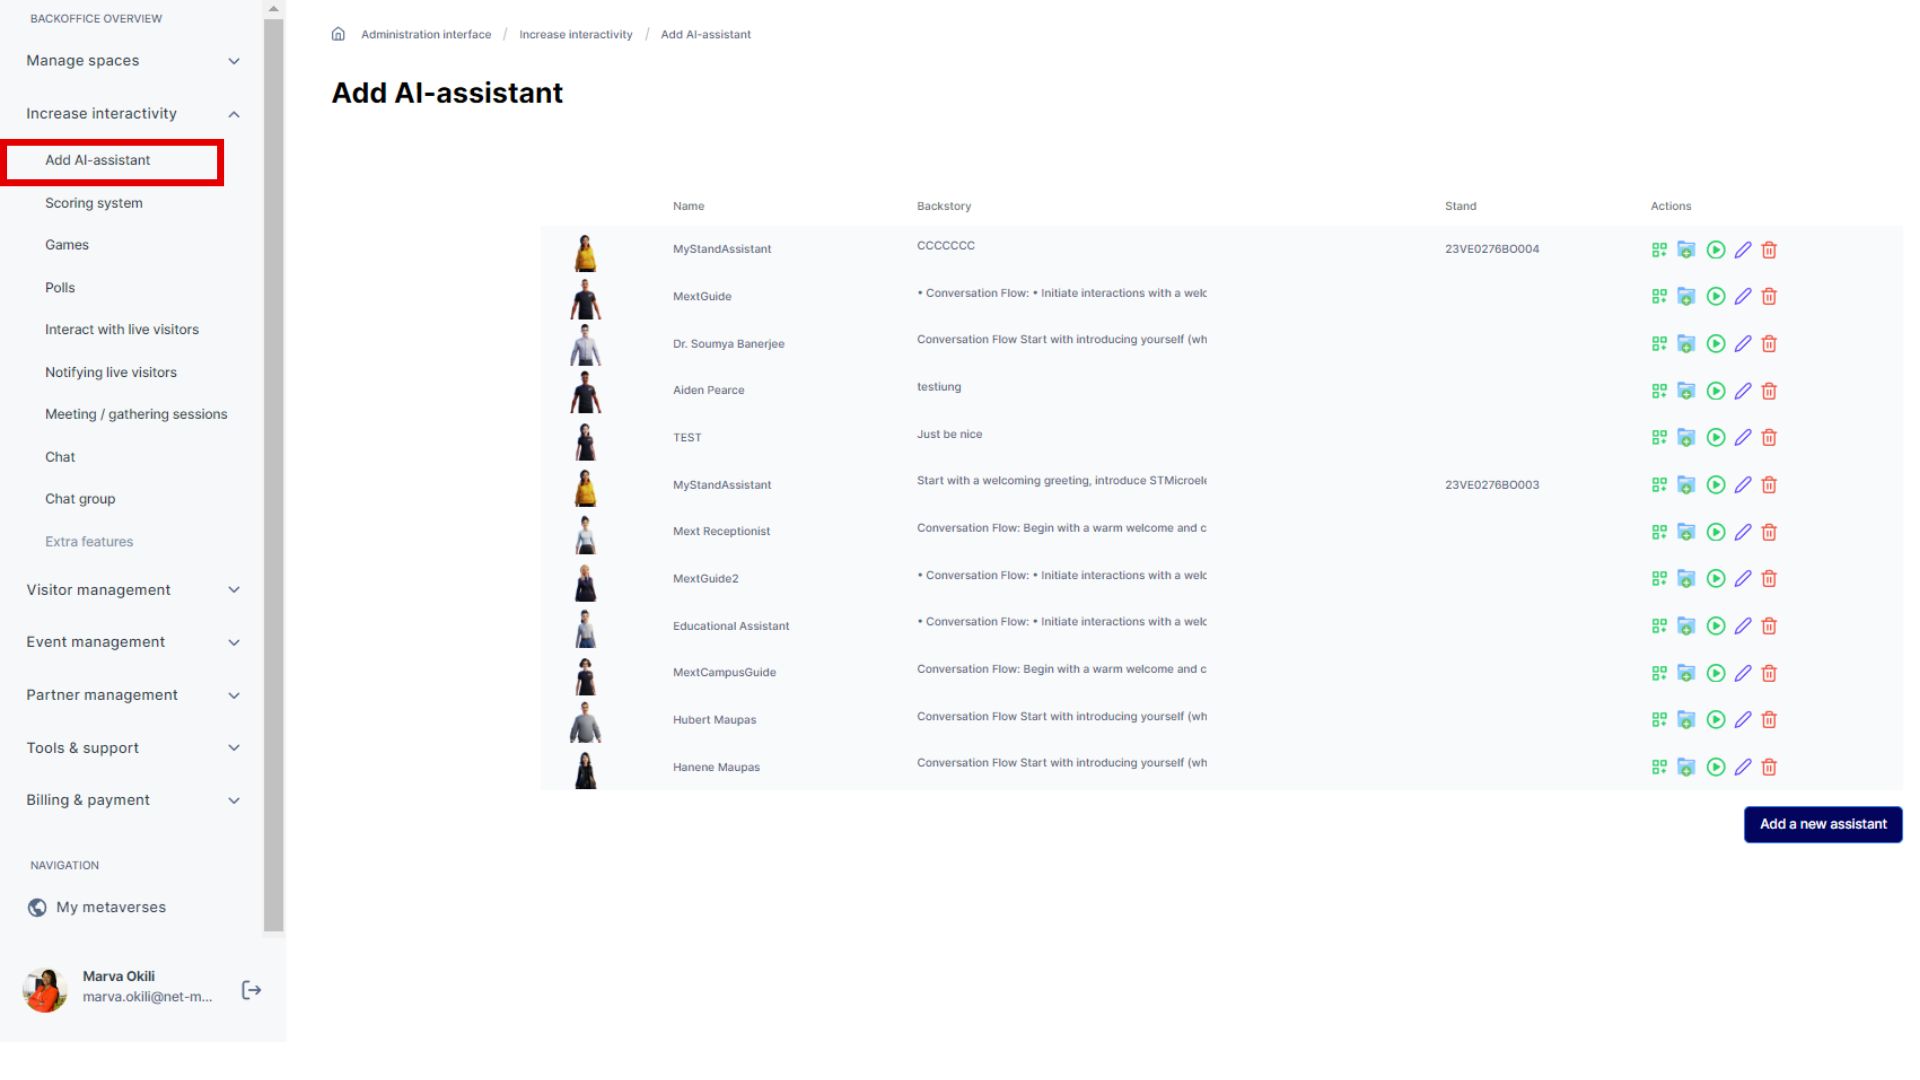 BACKOFFICE OVERVIEW
Manage spaces
Increase interactivity
Add AI-assistant
Scoring system
Games
Polls
Interact with live visitors
Notifying live visitors
Meeting / gathering sessions
Chat
Chat group
Extra features
Visitor management
Event management
Partner management
Tools & support
Billing & payment
NAVIGATION
My metaverses
Marva Okili
marva.okili@net-m...
Administration interface / Increase interactivity / Add AI-assistant
Add AI-assistant
Name Backstory Stand Actions
MyStandAssistant CCCCCCC 23VE0276BO004
MextGuide • Conversation Flow: • Initiate interactions with a welc
Dr. Soumya Banerjee Conversation Flow Start with introducing yourself (wh
Aiden Pearce testiung
TEST Just be nice
MyStandAssistant Start with a welcoming greeting, introduce STMicroele 23VE0276BO003
Mext Receptionist Conversation Flow: Begin with a warm welcome and c
MextGuide2 • Conversation Flow: • Initiate interactions with a welc
Educational Assistant • Conversation Flow: • Initiate interactions with a welc
MextCampusGuide Conversation Flow: Begin with a warm welcome and c
Hubert Maupas Conversation Flow Start with introducing yourself (wh
Hanene Maupas Conversation Flow Start with introducing yourself (wh
Add a new assistant